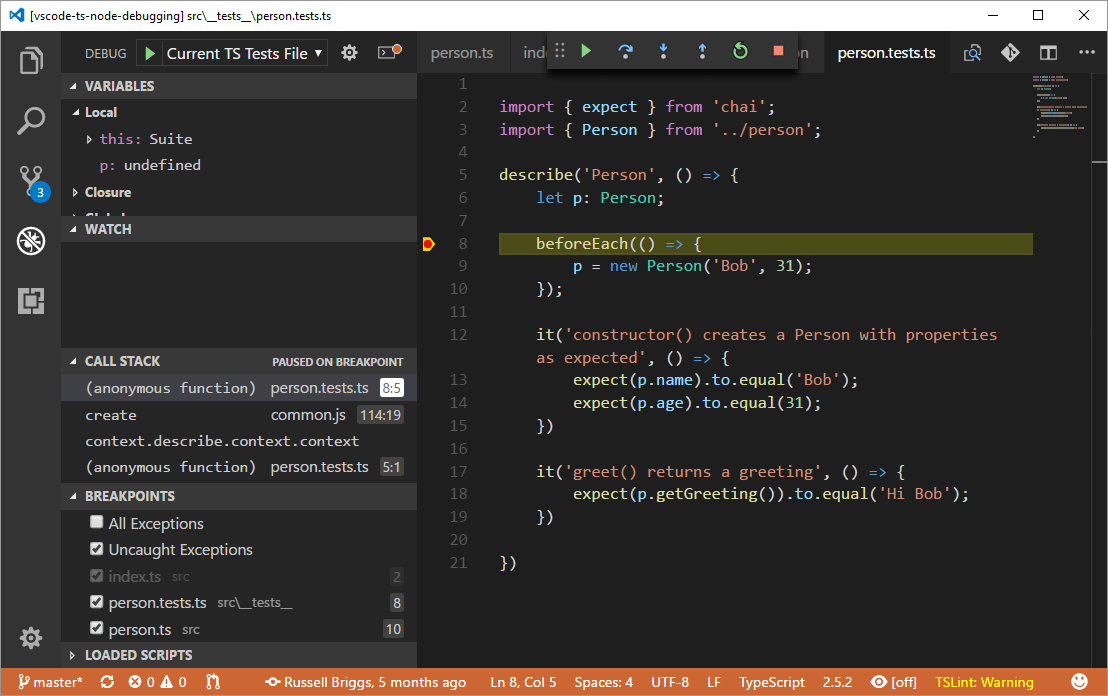 [vscode-ts-node-debugging] src\__tests__\person.tests.ts
DEBUG Current TS Tests File
person.ts person.tests.ts
VARIABLES
Local
this: Suite
p: undefined
Closure
WATCH
CALL STACK PAUSED ON BREAKPOINT
(anonymous function) person.tests.ts 8:5
create common.js 114:19
context.describe.context.context
(anonymous function) person.tests.ts 5:1
BREAKPOINTS
All Exceptions
Uncaught Exceptions
index.ts src 2
person.tests.ts src\__tests__ 8
person.ts src 10
LOADED SCRIPTS
3
1
2 import { expect } from 'chai';
3 import { Person } from '../person';
4
5 describe('Person', () => {
6 let p: Person;
7
8 beforeEach(() => {
9 p = new Person('Bob', 31);
10 });
11
12 it('constructor() creates a Person with properties
as expected', () => {
13 expect(p.name).to.equal('Bob');
14 expect(p.age).to.equal(31);
15 })
16
17 it('greet() returns a greeting', () => {
18 expect(p.getGreeting()).to.equal('Hi Bob');
19 })
20
21 })
master* 0 0 Russell Briggs, 5 months ago Ln 8, Col 5 Spaces: 4 UTF-8 LF TypeScript 2.5.2 [off] TSLint: Warning